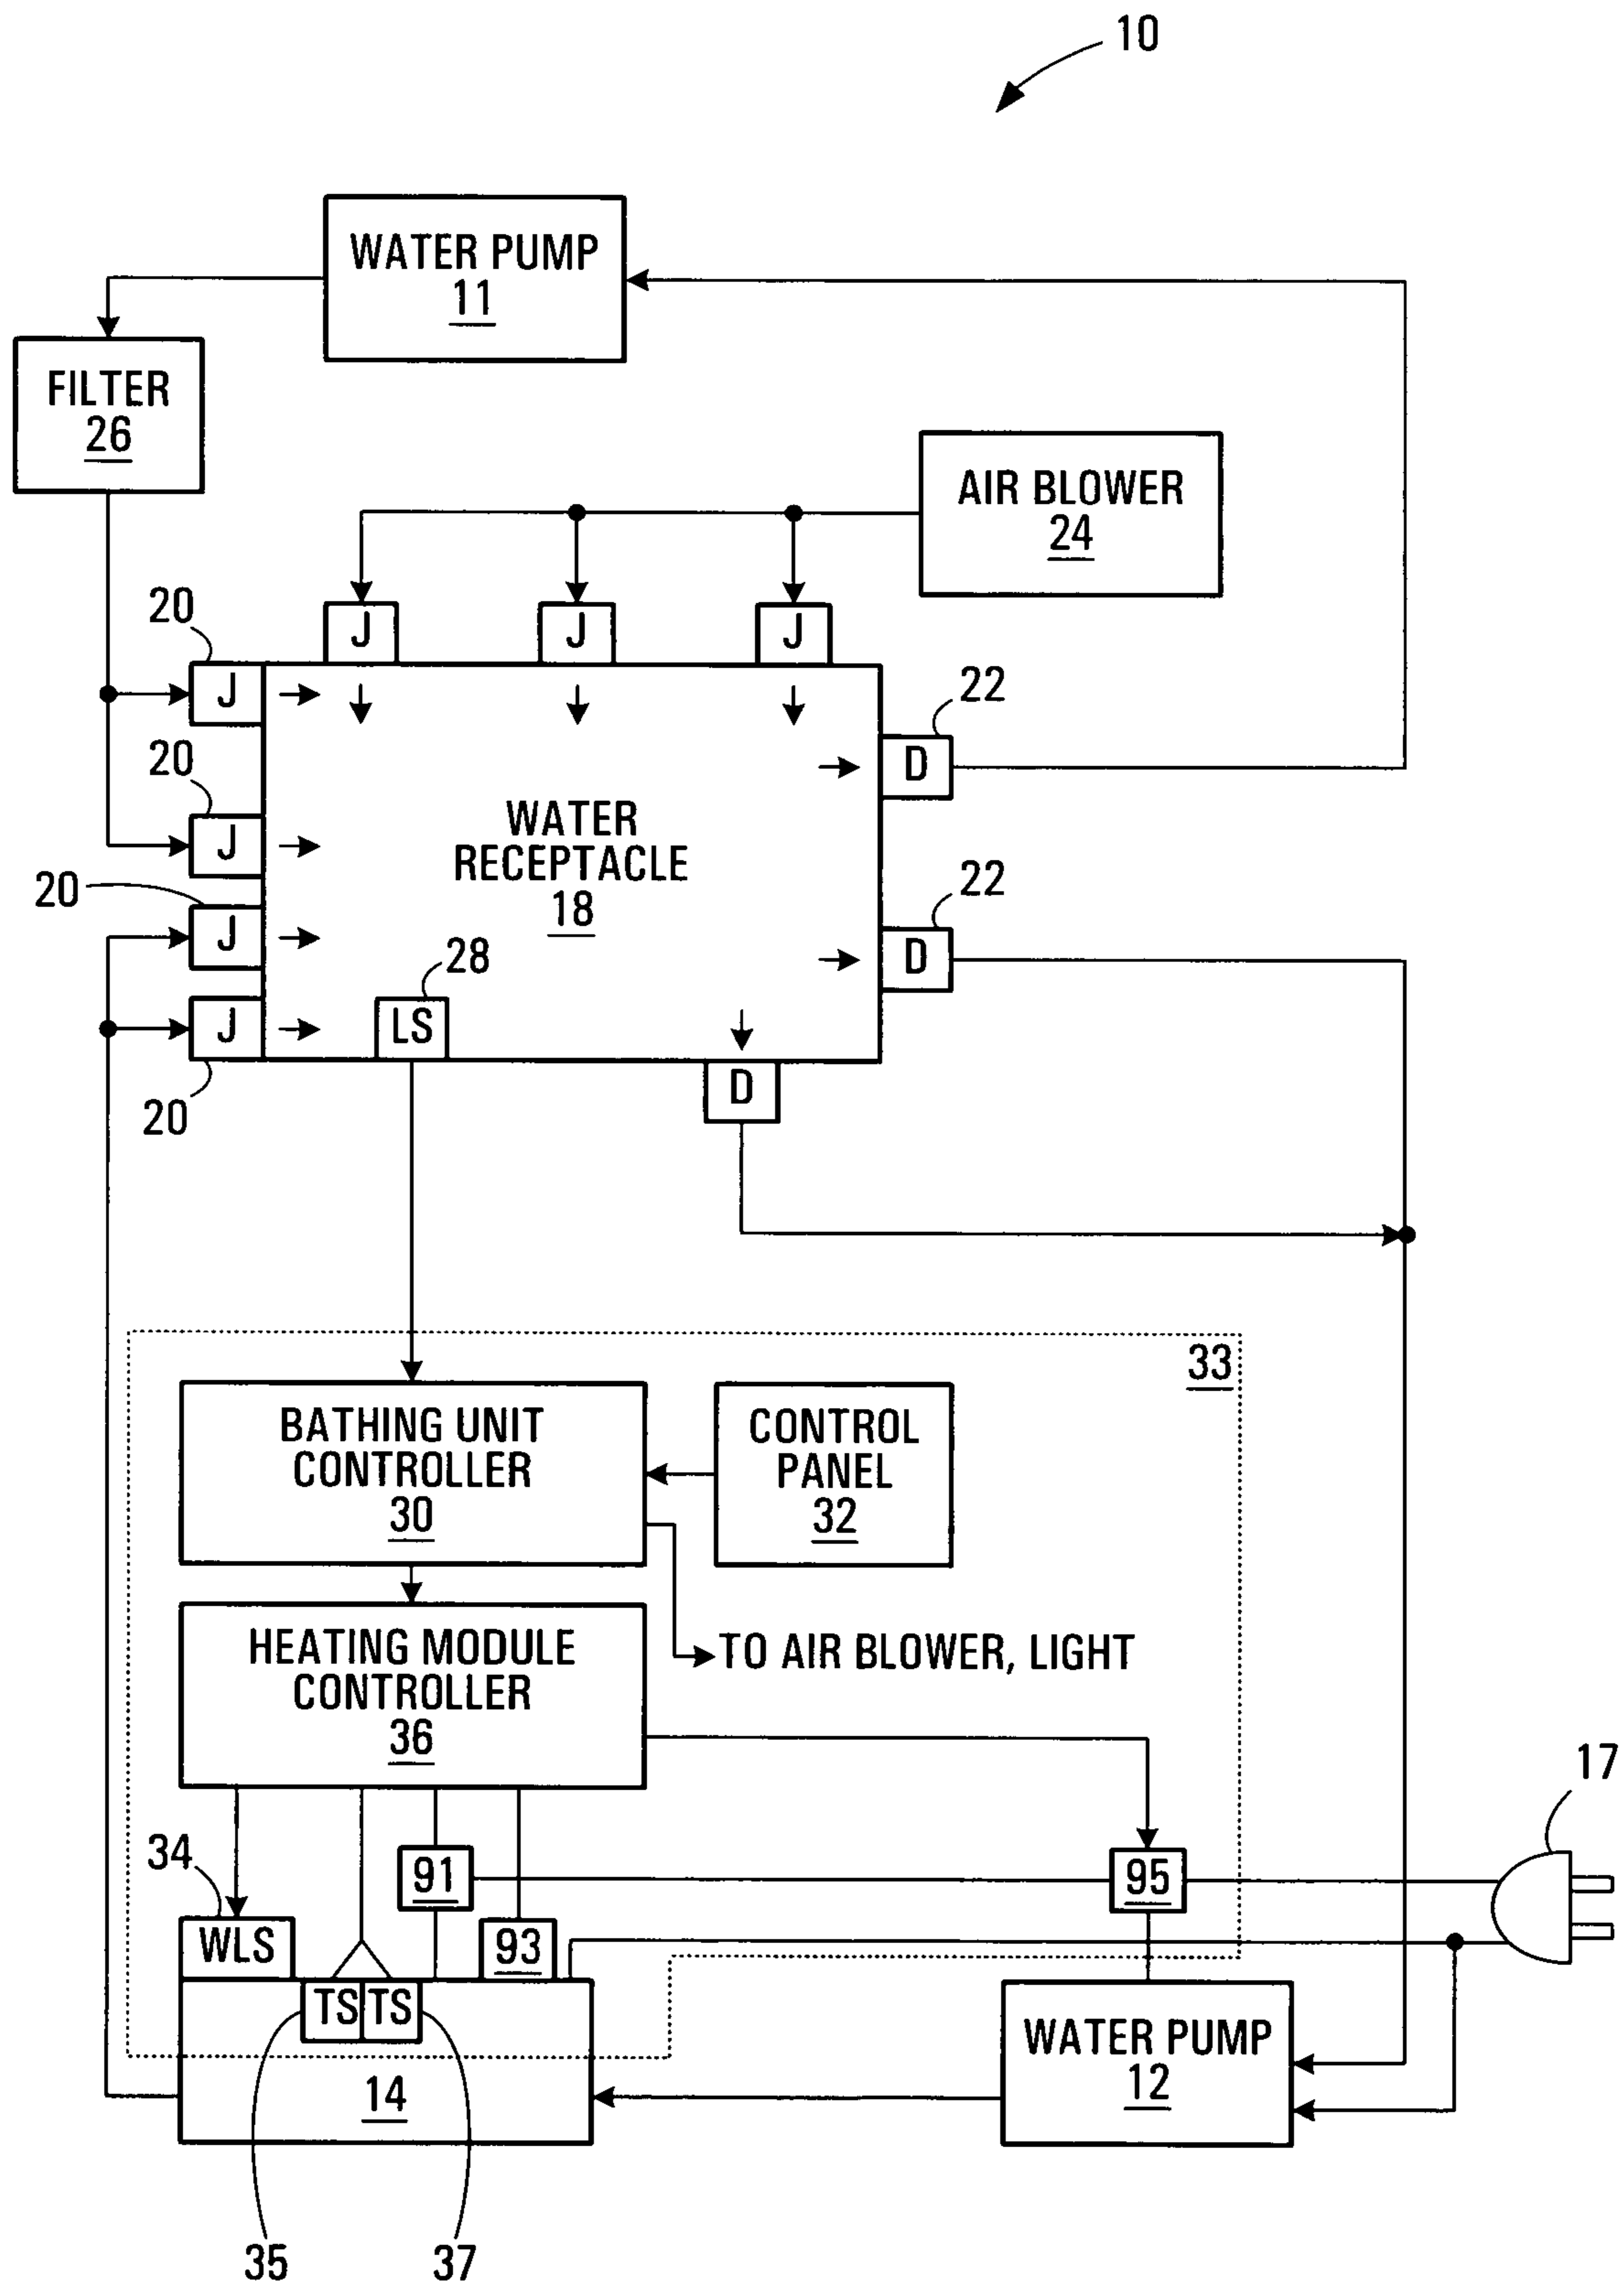 10
WATER PUMP
11
FILTER
26
AIR BLOWER
24
20
J
J
J
J
22
D
20
J
WATER
RECEPTACLE
18
20
J
22
D
28
LS
J
20
D
33
BATHING UNIT
CONTROLLER
30
CONTROL
PANEL
32
HEATING MODULE
CONTROLLER
36
TO AIR BLOWER, LIGHT
17
34
91
95
WLS
93
TS
TS
WATER PUMP
12
14
35
37